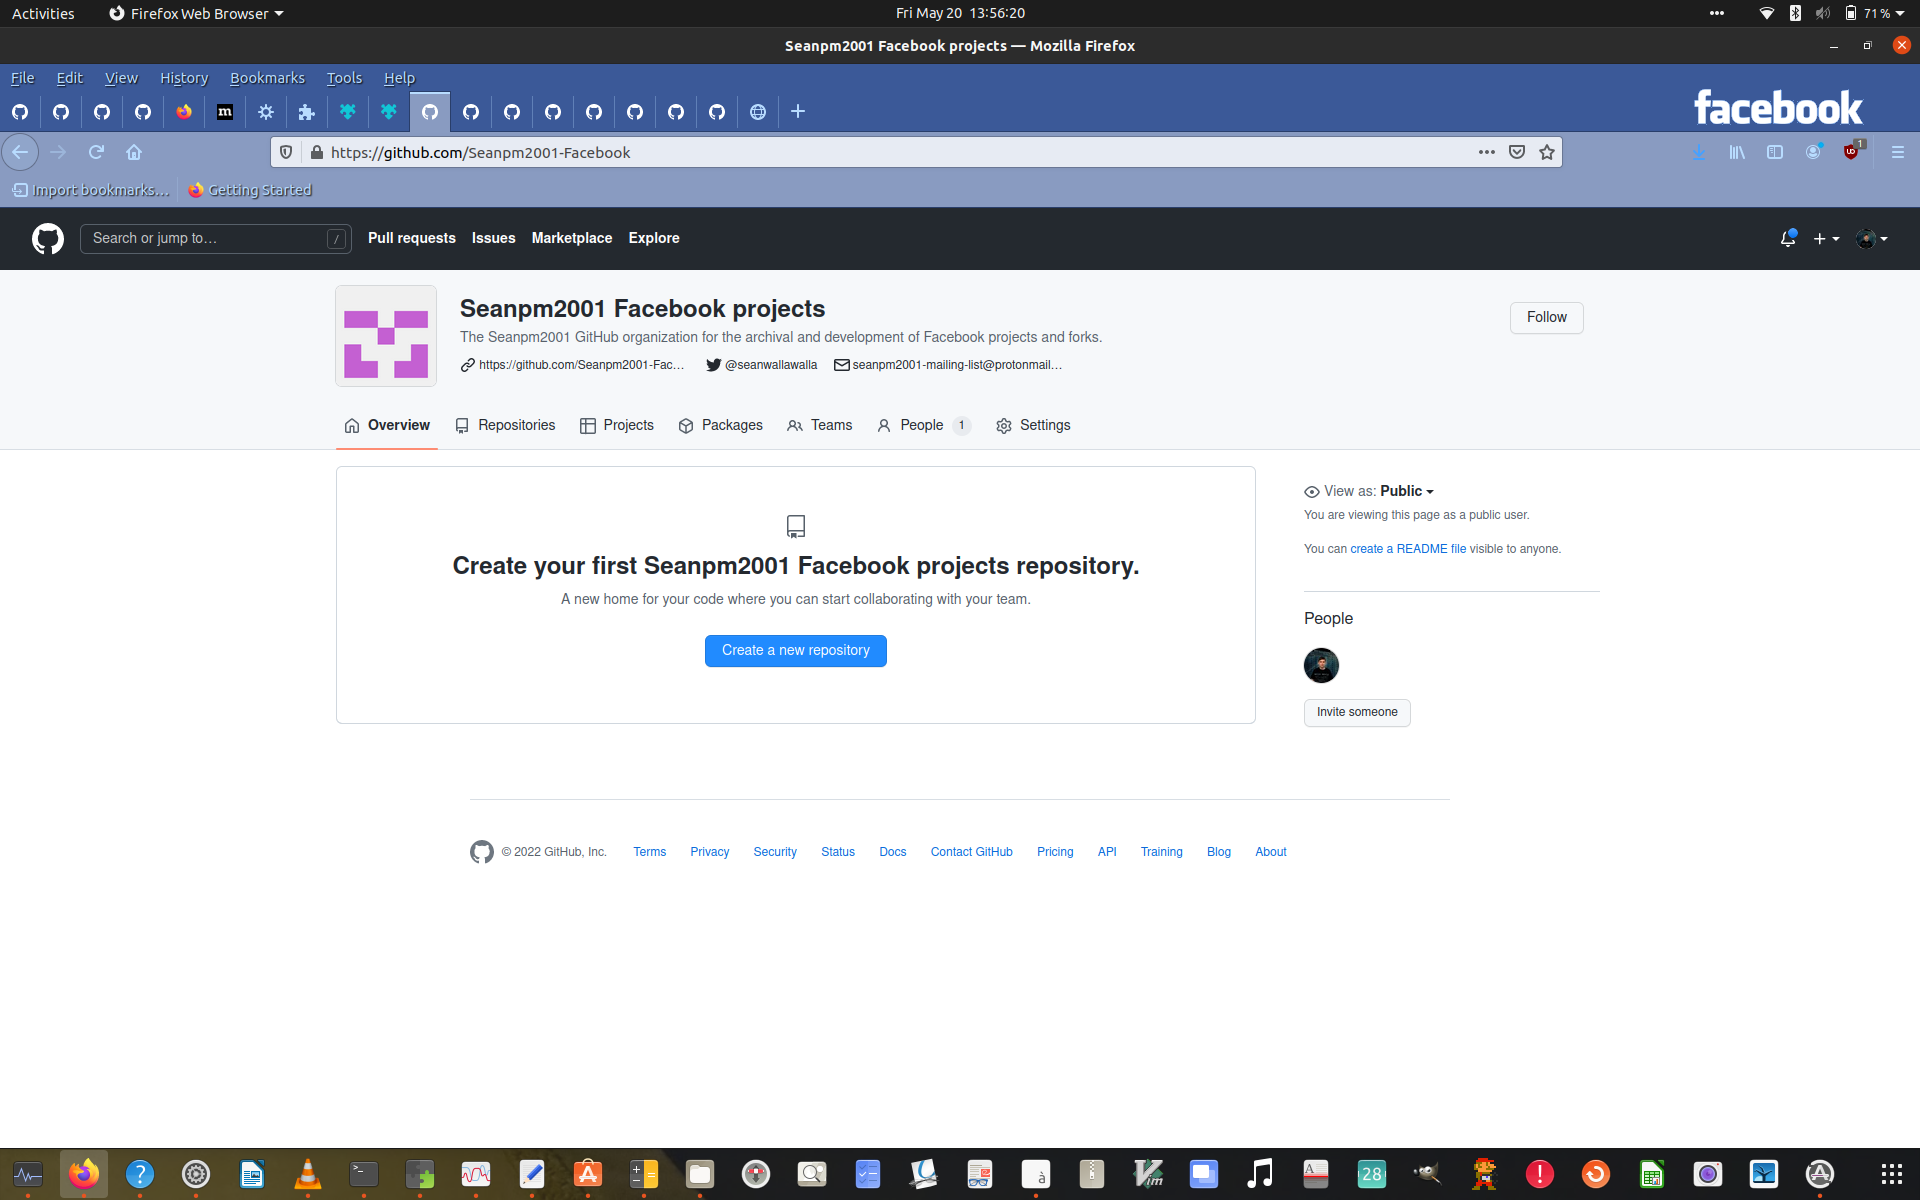 Activities Firefox Web Browser Fri May 20 13:56:20 71 %
Seanpm2001 Facebook projects — Mozilla Firefox
File Edit View History Bookmarks Tools Help
m
facebook
https://github.com/Seanpm2001-Facebook
1
Import bookmarks... Getting Started
Search or jump to… / Pull requests Issues Marketplace Explore
Seanpm2001 Facebook projects
Follow
The Seanpm2001 GitHub organization for the archival and development of Facebook projects and forks.
https://github.com/Seanpm2001-Fac… @seanwallawalla seanpm2001-mailing-list@protonmail…
Overview Repositories Projects Packages Teams People 1 Settings
View as: Public
You are viewing this page as a public user.
You can create a README file visible to anyone.
Create your first Seanpm2001 Facebook projects repository.
A new home for your code where you can start collaborating with your team.
Create a new repository
People
Invite someone
© 2022 GitHub, Inc. Terms Privacy Security Status Docs Contact GitHub Pricing API Training Blog About
? >_ à Vim A 28 !